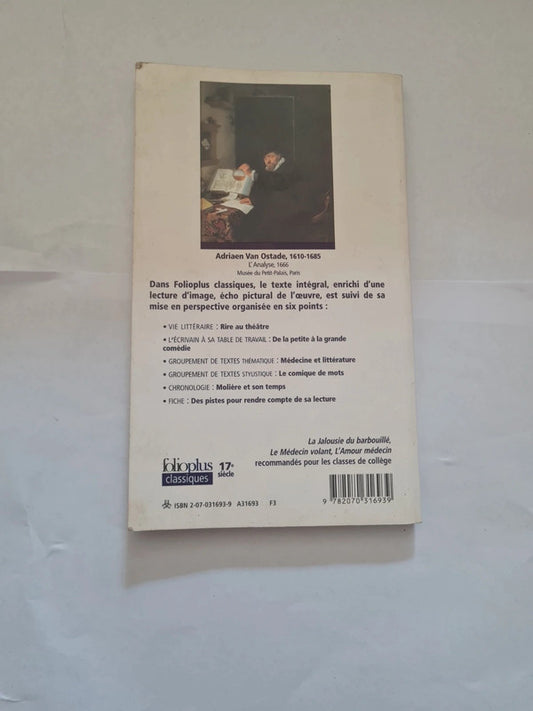 Adriaen Van Ostade, 1610-1685
L'Analyse, 1666
Musée du Petit-Palais, Paris
Dans Folioplus classiques, le texte intégral, enrichi d'une
lecture d'image, écho pictural de l'œuvre, est suivi de sa
mise en perspective organisée en six points :
• VIE LITTÉRAIRE : Rire au théâtre
• L'ÉCRIVAIN À SA TABLE DE TRAVAIL : De la petite à la grande
comédie
• GROUPEMENT DE TEXTES THÉMATIQUE : Médecine et littérature
• GROUPEMENT DE TEXTES STYLISTIQUE : Le comique de mots
• CHRONOLOGIE : Molière et son temps
• FICHE : Des pistes pour rendre compte de sa lecture
La Jalousie du barbouillé,
Le Médecin volant, L'Amour médecin
recommandés pour les classes de collège
folioplus
classiques
17e
siècle
ISBN 2-07-031693-9 A31693 F3
9 782070 316939